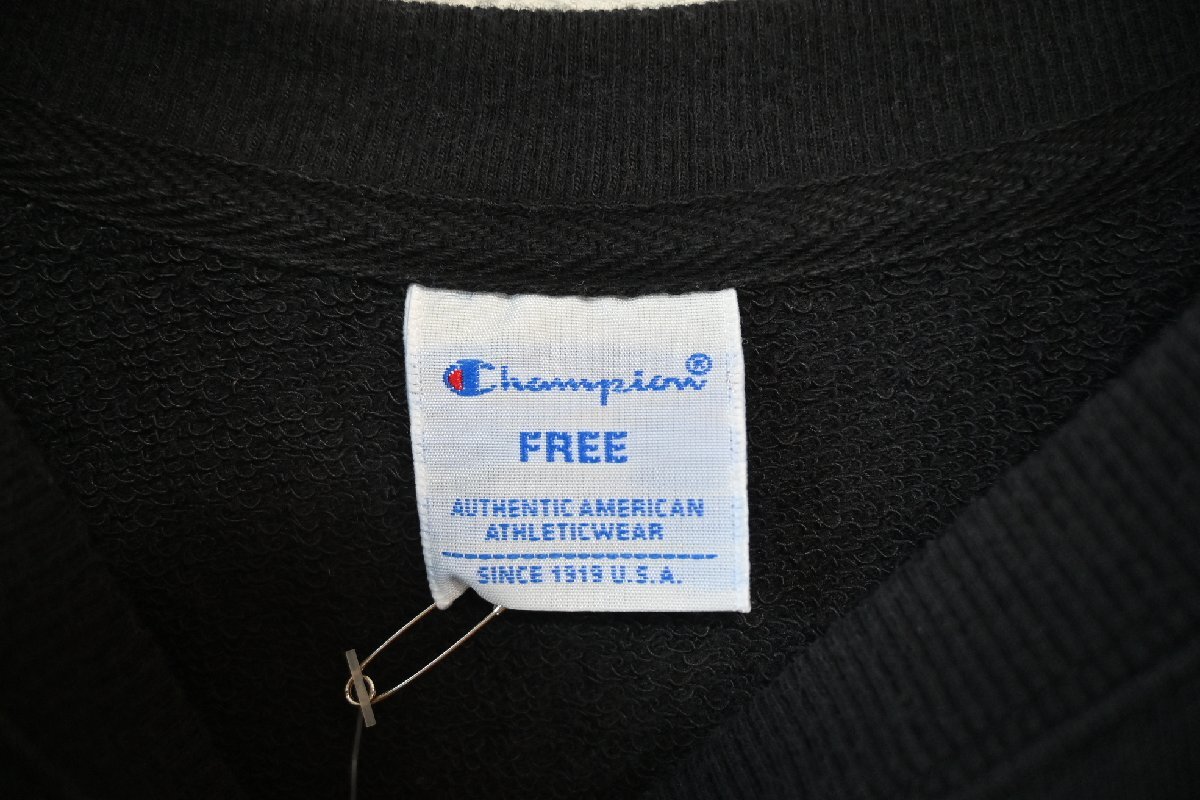 Champion®
FREE
AUTHENTIC AMERICAN
ATHLETICWEAR
SINCE 1919 U.S.A.